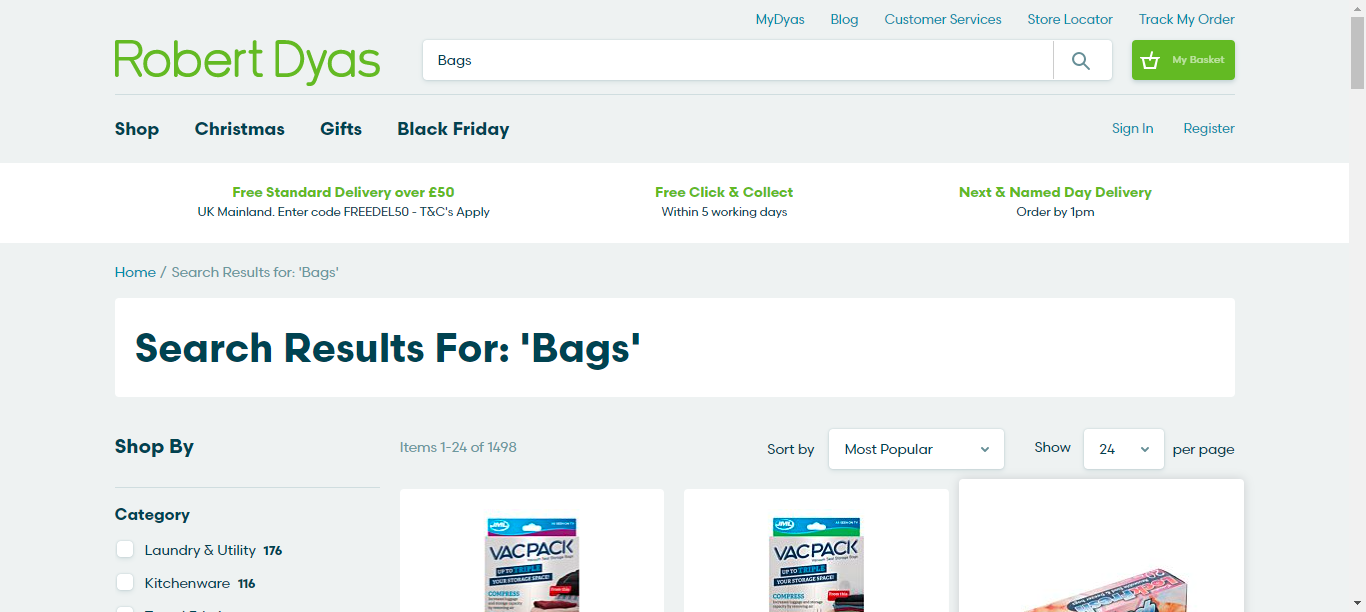 MyDyas Blog Customer Services Store Locator Track My Order
Robert Dyas
Bags
My Basket
Shop Christmas Gifts Black Friday
Sign In Register
Free Standard Delivery over £50 Free Click & Collect Next & Named Day Delivery
UK Mainland. Enter code FREEDEL50 - T&C's Apply Within 5 working days Order by 1pm
Home / Search Results for: 'Bags'
Search Results For: 'Bags'
Shop By
Items 1-24 of 1498
Sort by Most Popular Show 24 per page
Category
Laundry & Utility 176
Kitchenware 116
JML
VACPACK
UP TO TRIPLE
YOUR STORAGE SPACE!
COMPRESS
JML
VACPACK
UP TO TRIPLE
YOUR STORAGE SPACE!
COMPRESS